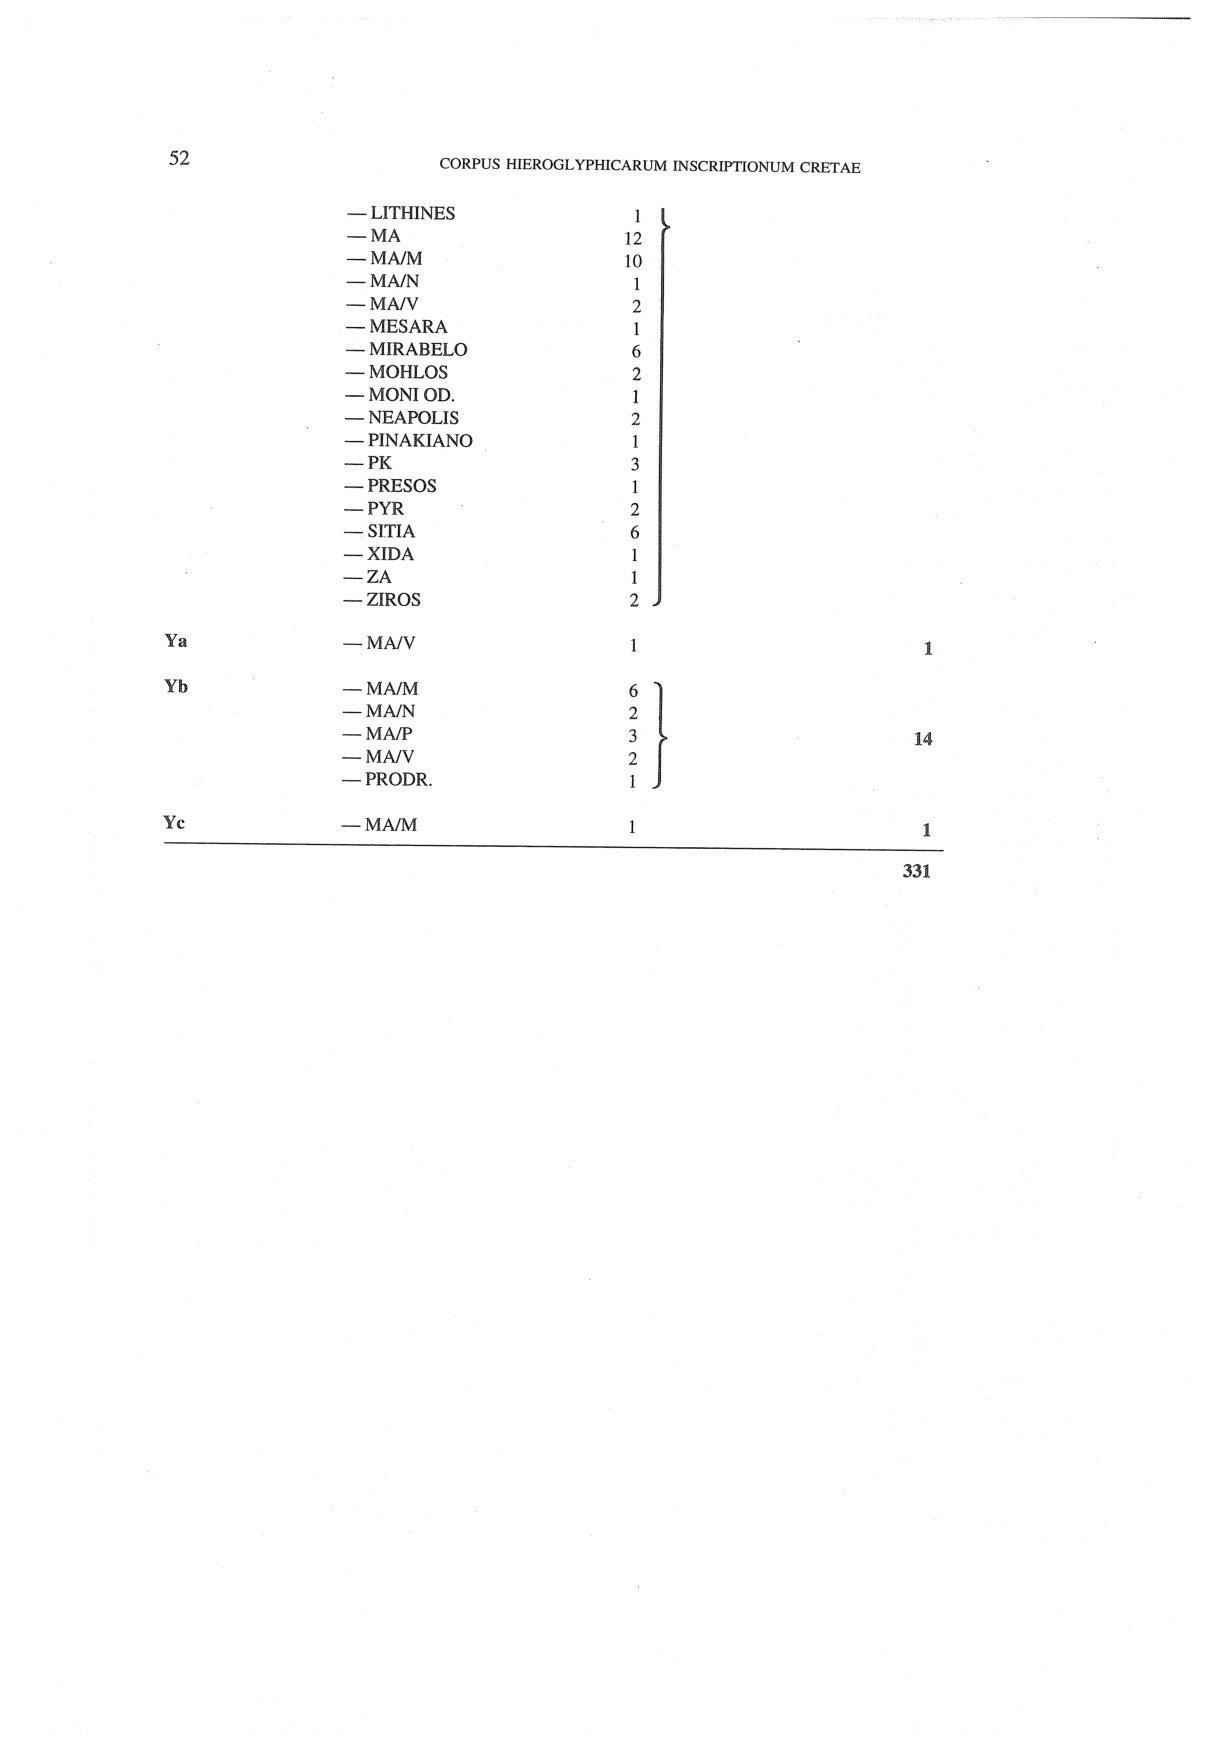 52
CORPUS HIEROGLYPHICARUM INSCRIPTIONUM CRETAE
— LITHINES 1
— MA 12
— MA/M 10
— MA/N 1
— MA/V 2
— MESARA 1
— MIRABELO 6
— MOHLOS 2
— MONI OD. 1
— NEAPOLIS 2
— PINAKIANO 1
— PK 3
— PRESOS 1
— PYR 2
— SITIA 6
— XIDA 1
— ZA 1
— ZIROS 2
Ya — MA/V 1 1
Yb — MA/M 6
— MA/N 2
— MA/P 3 14
— MA/V 2
— PRODR. 1
Yc — MA/M 1 1
331